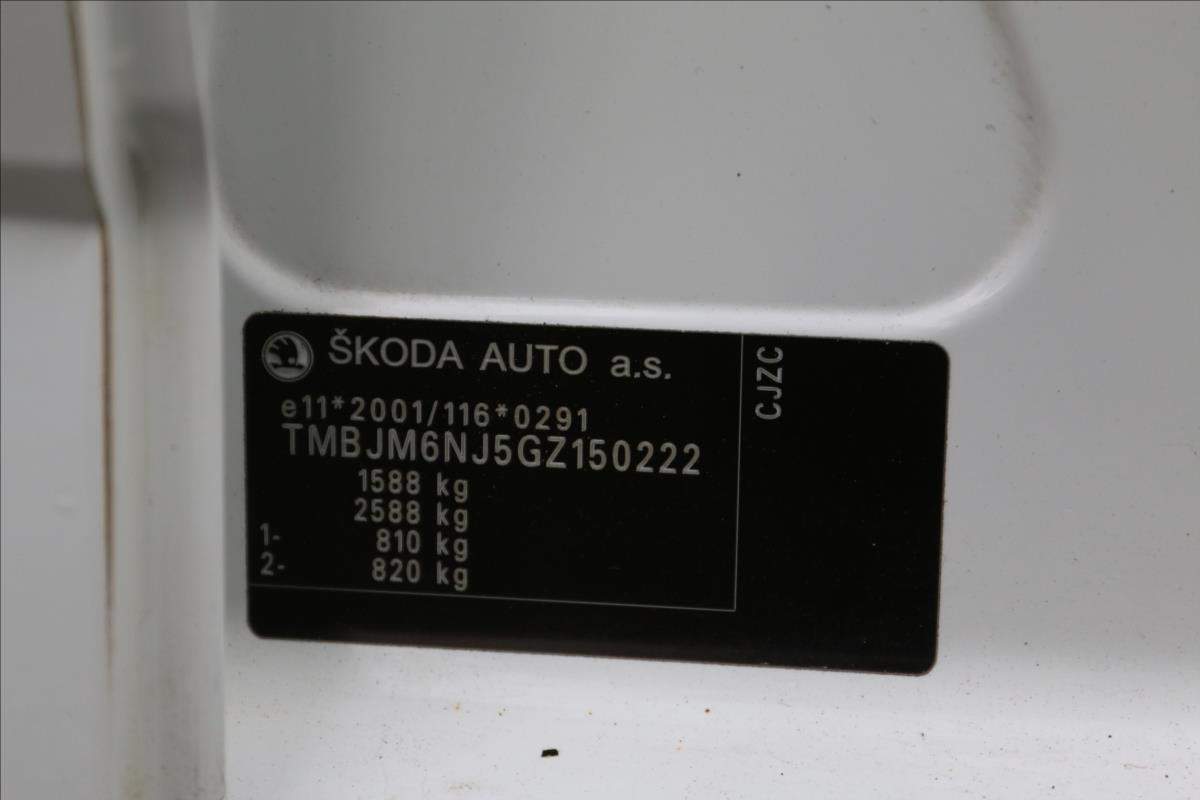 ŠKODA AUTO a.s.
e11*2001/116*0291
TMBJM6NJ5GZ150222
1588 kg
2588 kg
1- 810 kg
2- 820 kg
CJZC